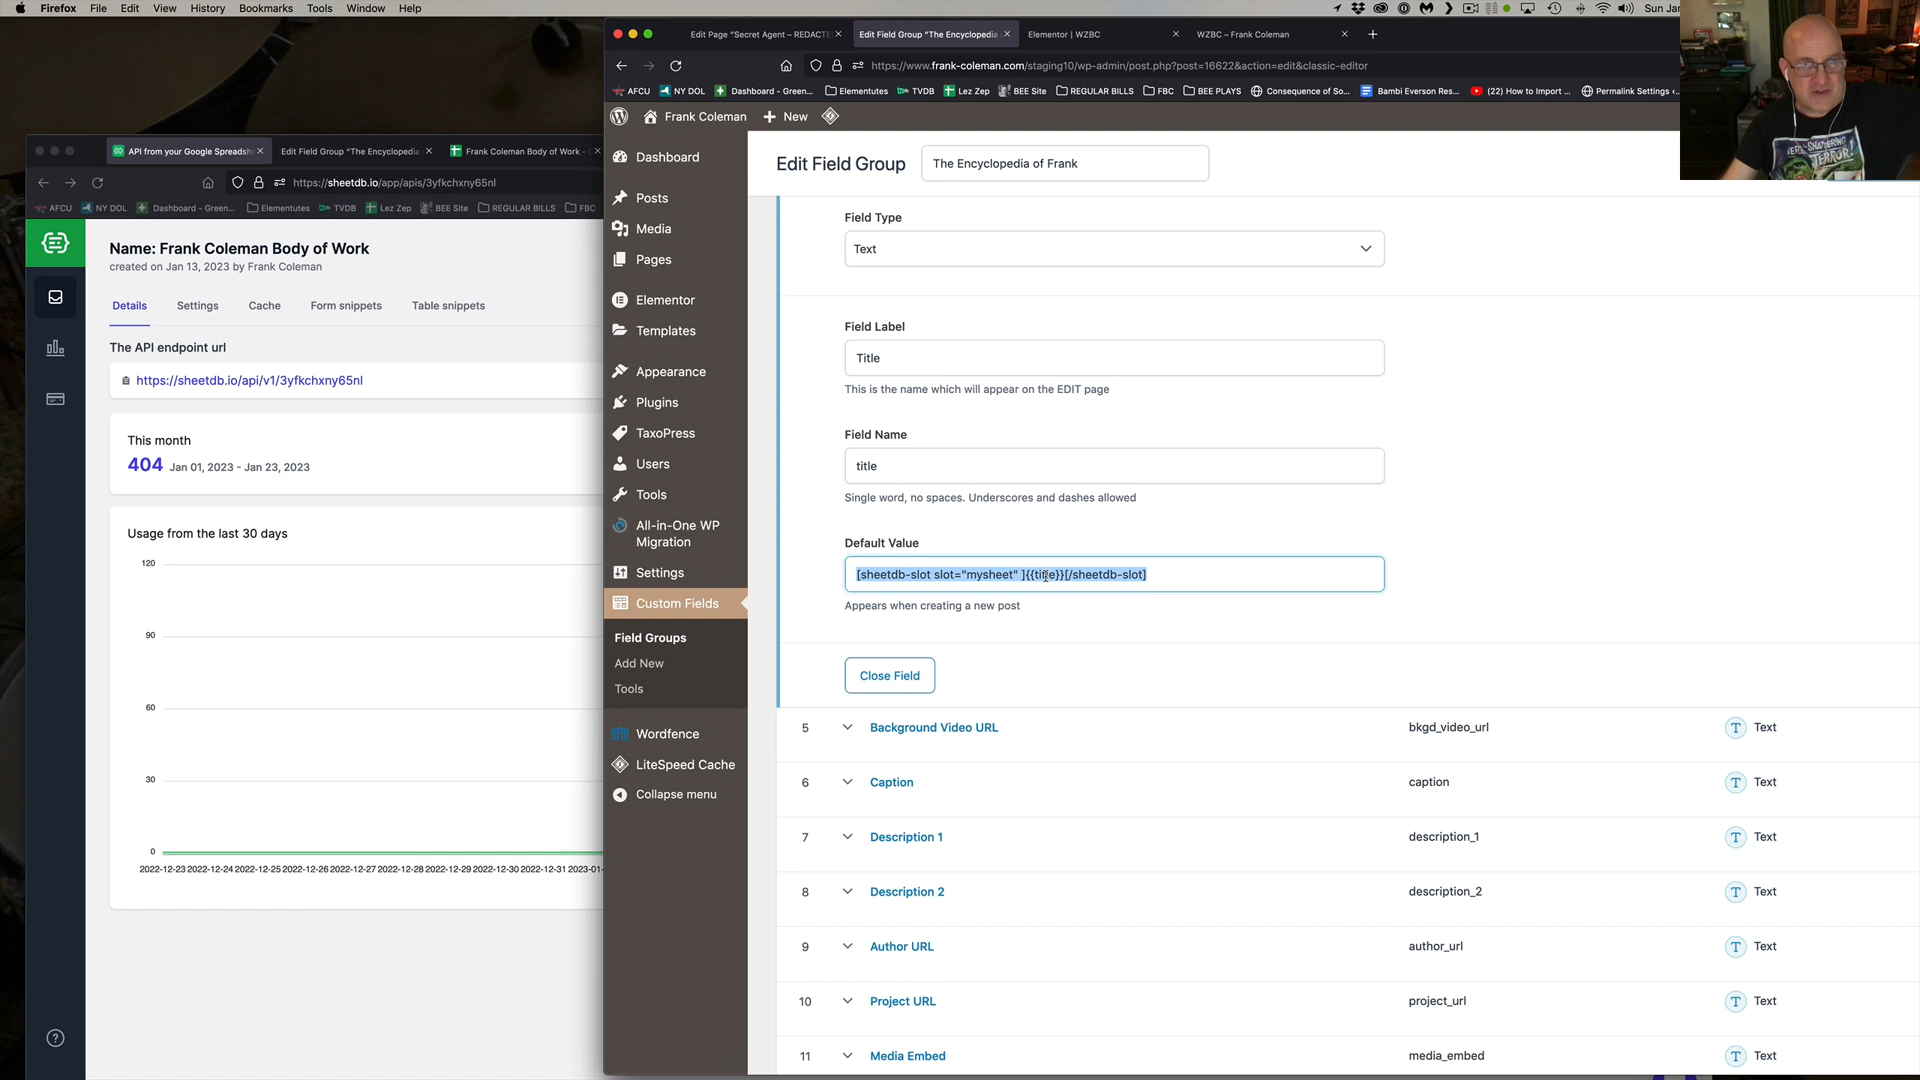 Firefox File Edit View History Bookmarks Tools Window Help
Sun Jan
Edit Page "Secret Agent – REDACTE
Edit Field Group "The Encyclopedia
Elementor | WZBC
WZBC – Frank Coleman
https://www.frank-coleman.com/staging10/wp-admin/post.php?post=16622&action=edit&classic-editor
AFCU NY DOL Dashboard - Green... Elementutes TVDB Lez Zep BEE Site REGULAR BILLS FBC BEE PLAYS Consequence of So... Bambi Everson Res... (22) How to Import ... Permalink Settings ‹...
Frank Coleman
New
API from your Google Spreadsh
Edit Field Group "The Encyclopedia
Frank Coleman Body of Work -
https://sheetdb.io/app/apis/3yfkchxny65nl
AFCU NY DOL Dashboard - Green... Elementutes TVDB Lez Zep BEE Site REGULAR BILLS FBC
Name: Frank Coleman Body of Work
created on Jan 13, 2023 by Frank Coleman
Details Settings Cache Form snippets Table snippets
The API endpoint url
https://sheetdb.io/api/v1/3yfkchxny65nl
This month
404 Jan 01, 2023 - Jan 23, 2023
Usage from the last 30 days
120
90
60
30
0
2022-12-23 2022-12-24 2022-12-25 2022-12-26 2022-12-27 2022-12-28 2022-12-29 2022-12-30 2022-12-31 2023-01-
Dashboard
Posts
Media
Pages
Elementor
Templates
Appearance
Plugins
TaxoPress
Users
Tools
All-in-One WP
Migration
Settings
Custom Fields
Field Groups
Add New
Tools
Wordfence
LiteSpeed Cache
Collapse menu
Edit Field Group
The Encyclopedia of Frank
Field Type
Text
Field Label
Title
This is the name which will appear on the EDIT page
Field Name
title
Single word, no spaces. Underscores and dashes allowed
Default Value
[sheetdb-slot slot="mysheet" ]{{title}}[/sheetdb-slot]
Appears when creating a new post
Close Field
5 Background Video URL bkgd_video_url T Text
6 Caption caption T Text
7 Description 1 description_1 T Text
8 Description 2 description_2 T Text
9 Author URL author_url T Text
10 Project URL project_url T Text
11 Media Embed media_embed T Text
TERROR!